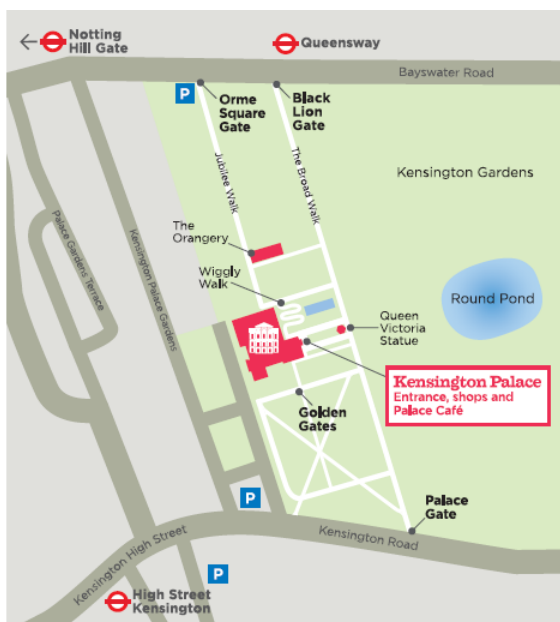 Notting
Hill Gate
Queensway
Bayswater Road
P
Orme
Square
Gate
Black
Lion
Gate
Jubilee Walk
The Broad Walk
Kensington Gardens
Palace Gardens Terrace
Kensington Palace Gardens
The
Orangery
Wiggly
Walk
Round Pond
Queen
Victoria
Statue
Kensington Palace
Entrance, shops and
Palace Café
Golden
Gates
P
Palace
Gate
Kensington High Street
Kensington Road
P
High Street
Kensington